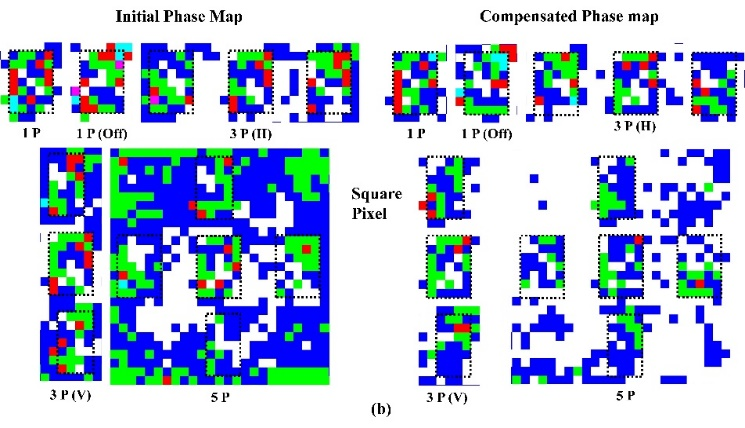 Initial Phase Map
Compensated Phase map
1 P
1 P (Off)
3 P (H)
1 P
1 P (Off)
3 P (H)
Square
Pixel
3 P (V)
5 P
3 P (V)
5 P
(b)